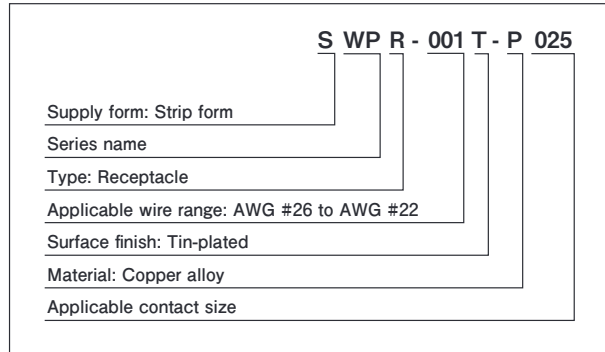 S WP R - 001 T - P 025
Supply form: Strip form
Series name
Type: Receptacle
Applicable wire range: AWG #26 to AWG #22
Surface finish: Tin-plated
Material: Copper alloy
Applicable contact size